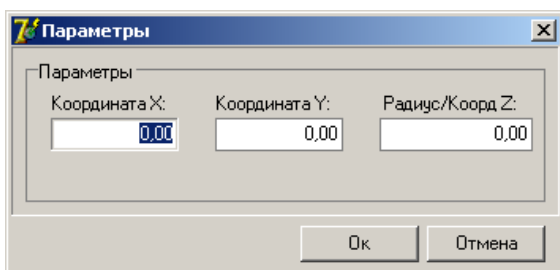 Параметры
Параметры
Координата X: Координата Y: Радиус/Коорд Z:
0,00 0,00 0,00
Ок Отмена